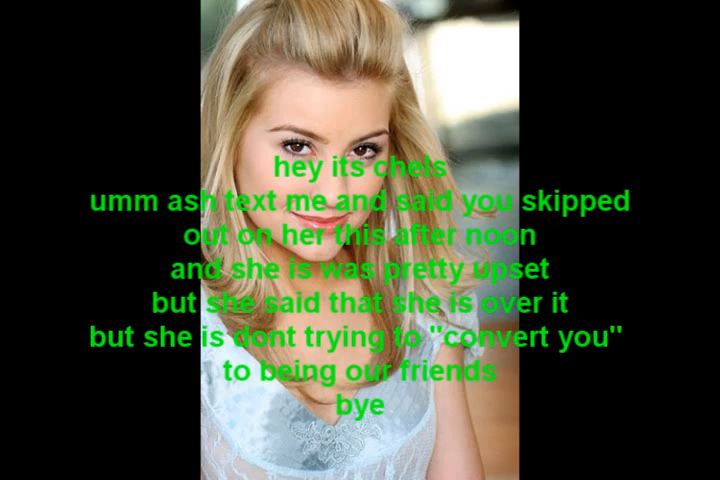 hey its chels
umm ash text me and said you skipped
out on her this after noon
and she is was pretty upset
but she said that she is over it
but she is dont trying to "convert you"
to being our friends
bye